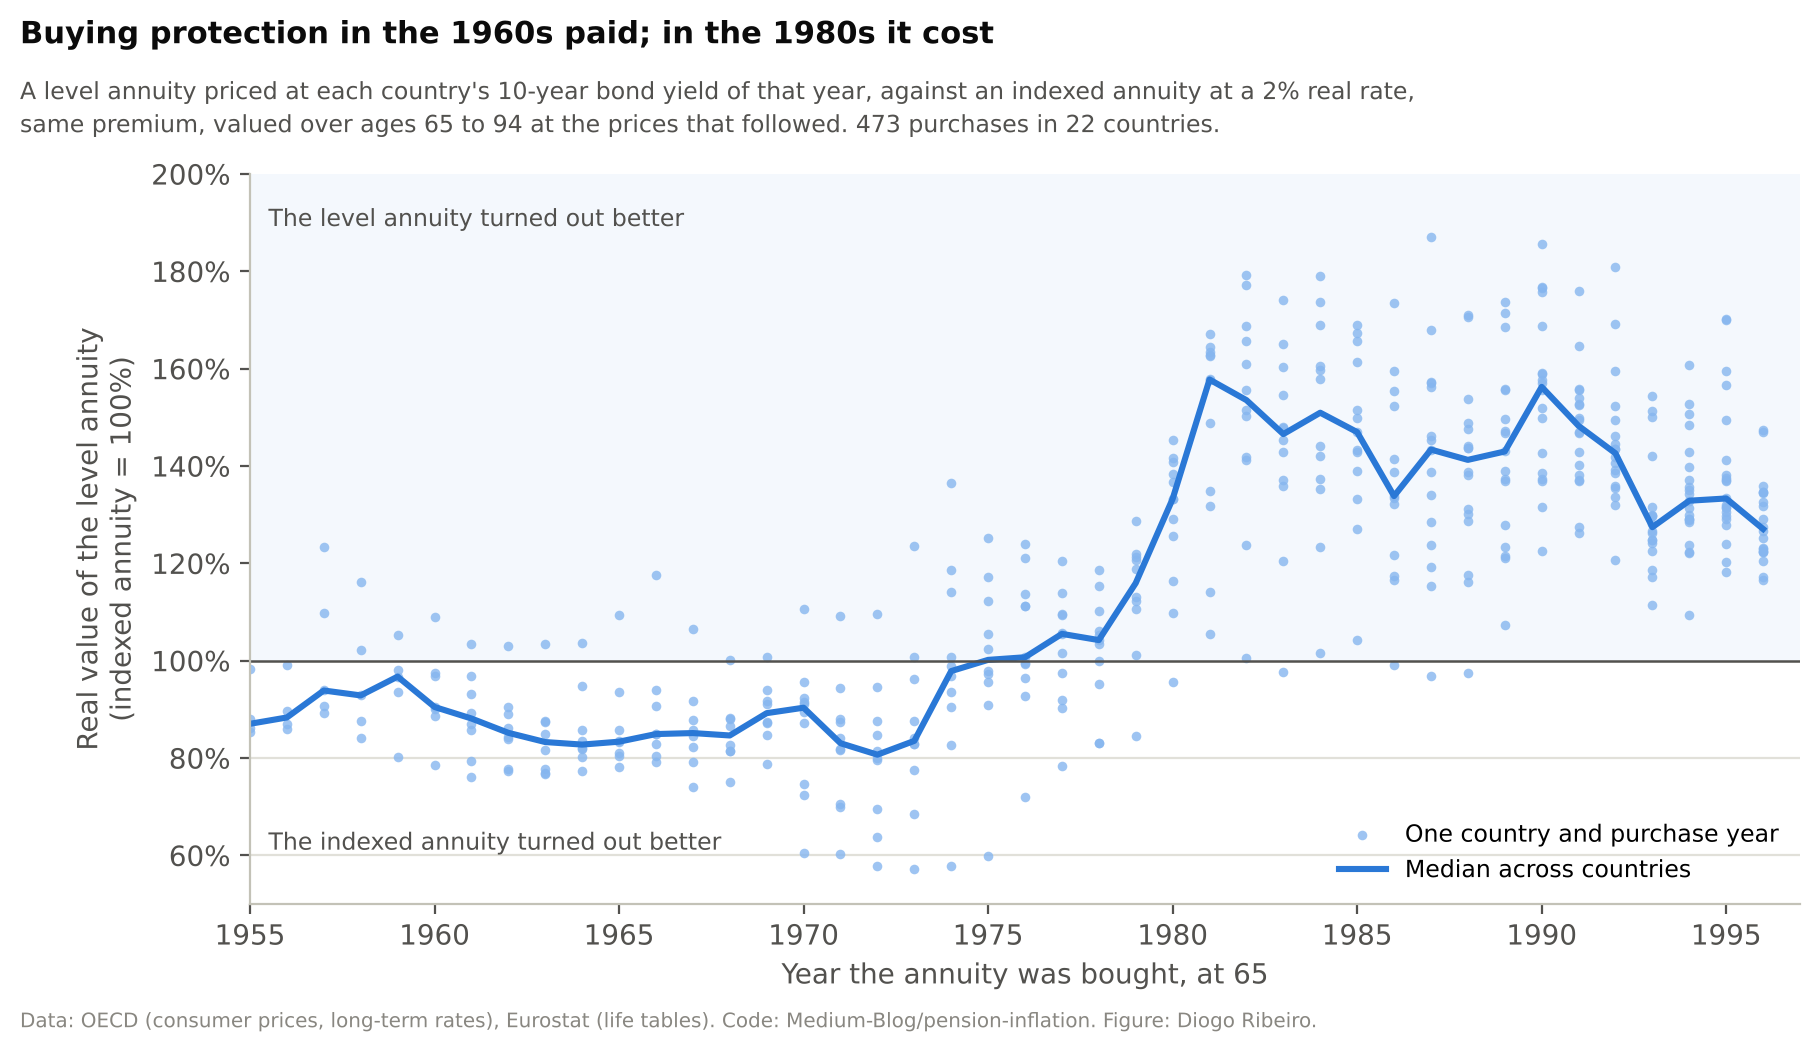 Buying protection in the 1960s paid; in the 1980s it cost
A level annuity priced at each country's 10-year bond yield of that year, against an indexed annuity at a 2% real rate,
same premium, valued over ages 65 to 94 at the prices that followed. 473 purchases in 22 countries.
Real value of the level annuity
(indexed annuity = 100%)
200%
180%
160%
140%
120%
100%
80%
60%
The level annuity turned out better
The indexed annuity turned out better
One country and purchase year
Median across countries
1955
1960
1965
1970
1975
1980
1985
1990
1995
Year the annuity was bought, at 65
Data: OECD (consumer prices, long-term rates), Eurostat (life tables). Code: Medium-Blog/pension-inflation. Figure: Diogo Ribeiro.